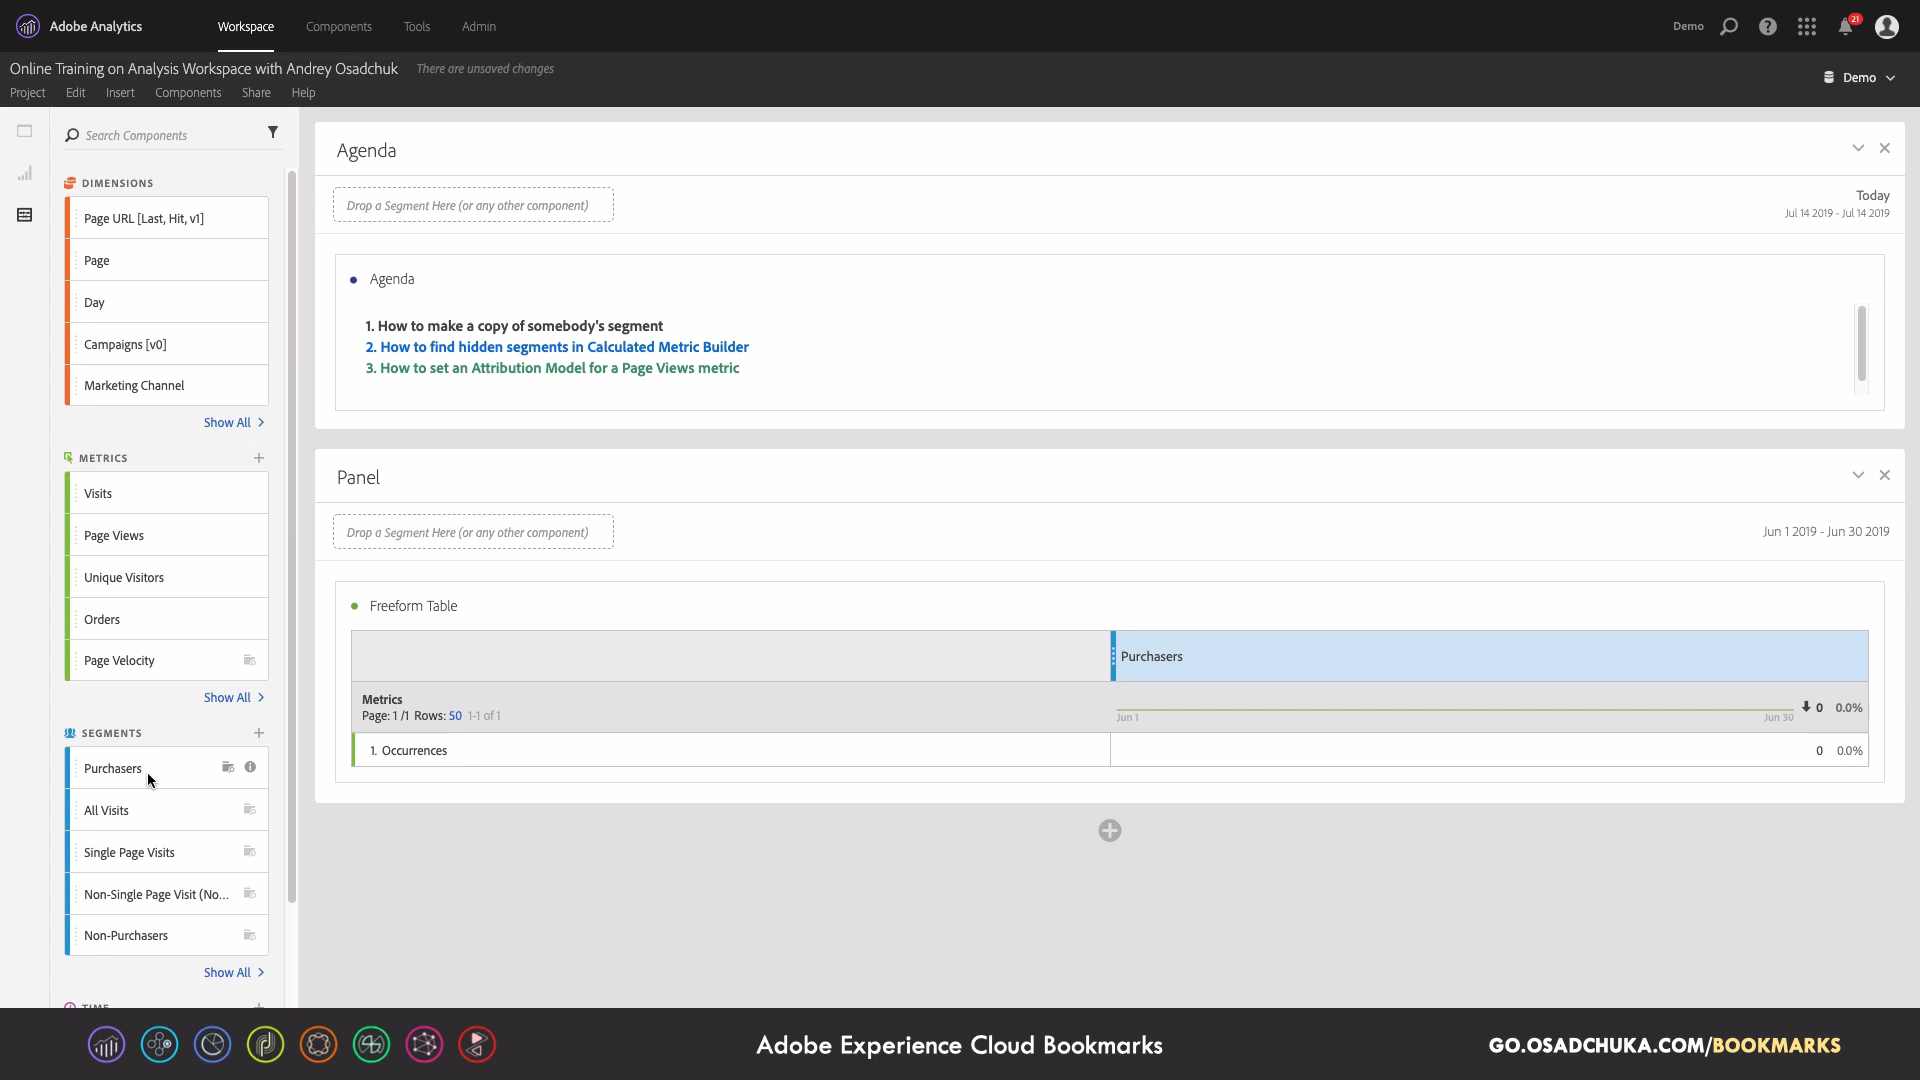 Adobe Analytics
Workspace
Components
Tools
Admin
Demo
21
Online Training on Analysis Workspace with Andrey Osadchuk
There are unsaved changes
Demo
Project
Edit
Insert
Components
Share
Help
Search Components
DIMENSIONS
Page URL [Last, Hit, v1]
Page
Day
Campaigns [v0]
Marketing Channel
Show All
METRICS
Visits
Page Views
Unique Visitors
Orders
Page Velocity
Show All
SEGMENTS
Purchasers
All Visits
Single Page Visits
Non-Single Page Visit (No...
Non-Purchasers
Show All
TIME
Agenda
Drop a Segment Here (or any other component)
Today
Jul 14 2019 - Jul 14 2019
Agenda
1. How to make a copy of somebody's segment
2. How to find hidden segments in Calculated Metric Builder
3. How to set an Attribution Model for a Page Views metric
Panel
Drop a Segment Here (or any other component)
Jun 1 2019 - Jun 30 2019
Freeform Table
Purchasers
Metrics
Page: 1 /1 Rows: 50 1-1 of 1
Jun 1
Jun 30
0 0.0%
1. Occurrences
0 0.0%
Adobe Experience Cloud Bookmarks
GO.OSADCHUKA.COM/BOOKMARKS